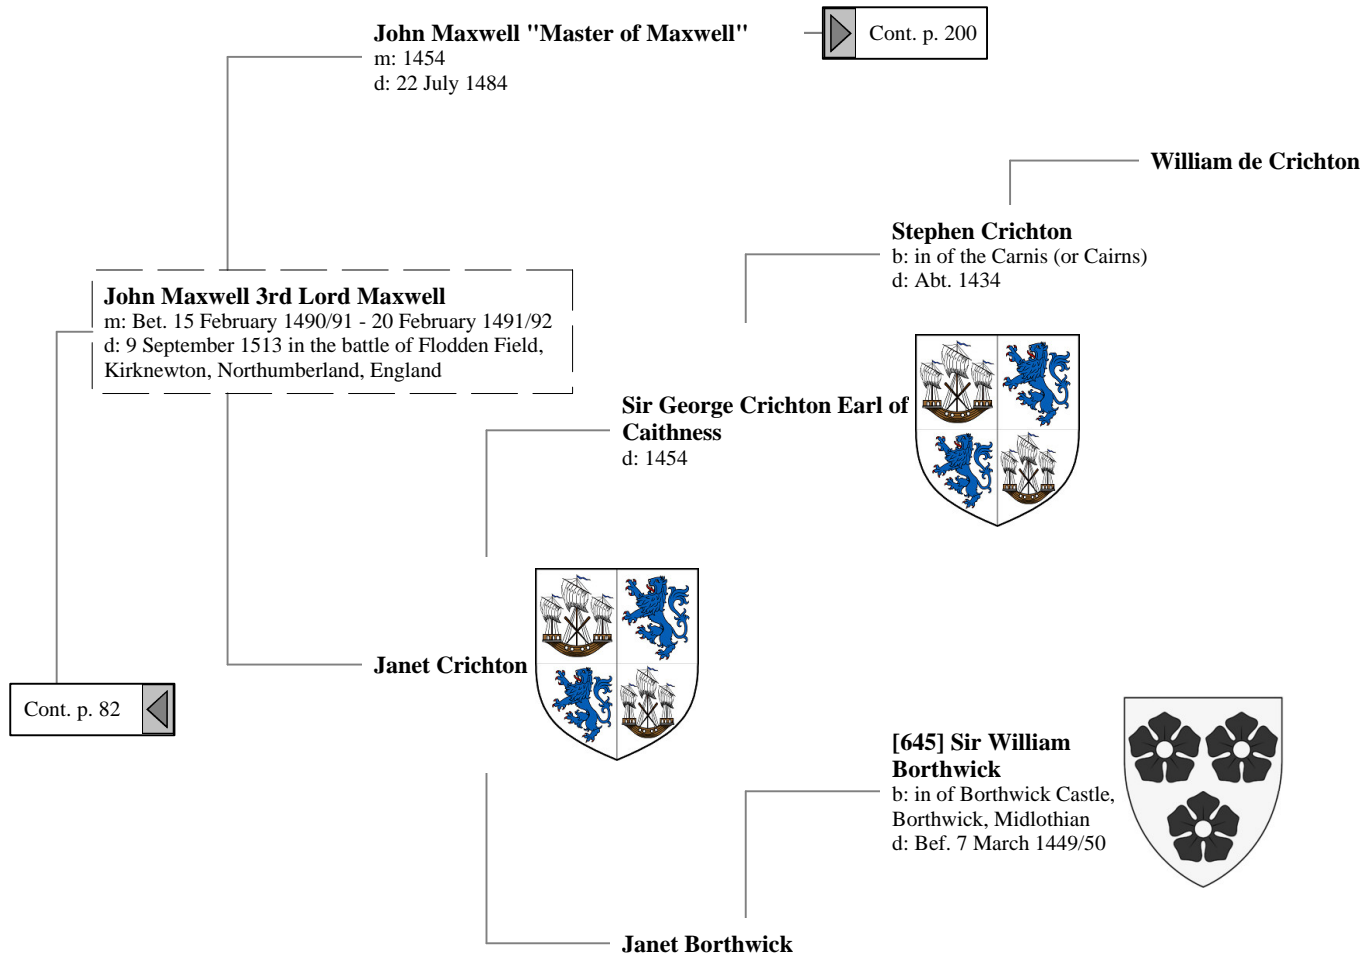 John Maxwell "Master of Maxwell"
m: 1454
d: 22 July 1484
Cont. p. 200
William de Crichton
Stephen Crichton
b: in of the Carnis (or Cairns)
d: Abt. 1434
John Maxwell 3rd Lord Maxwell
m: Bet. 15 February 1490/91 - 20 February 1491/92
d: 9 September 1513 in the battle of Flodden Field,
Kirknewton, Northumberland, England
Sir George Crichton Earl of
Caithness
d: 1454
Janet Crichton
Cont. p. 82
[645] Sir William
Borthwick
b: in of Borthwick Castle,
Borthwick, Midlothian
d: Bef. 7 March 1449/50
Janet Borthwick